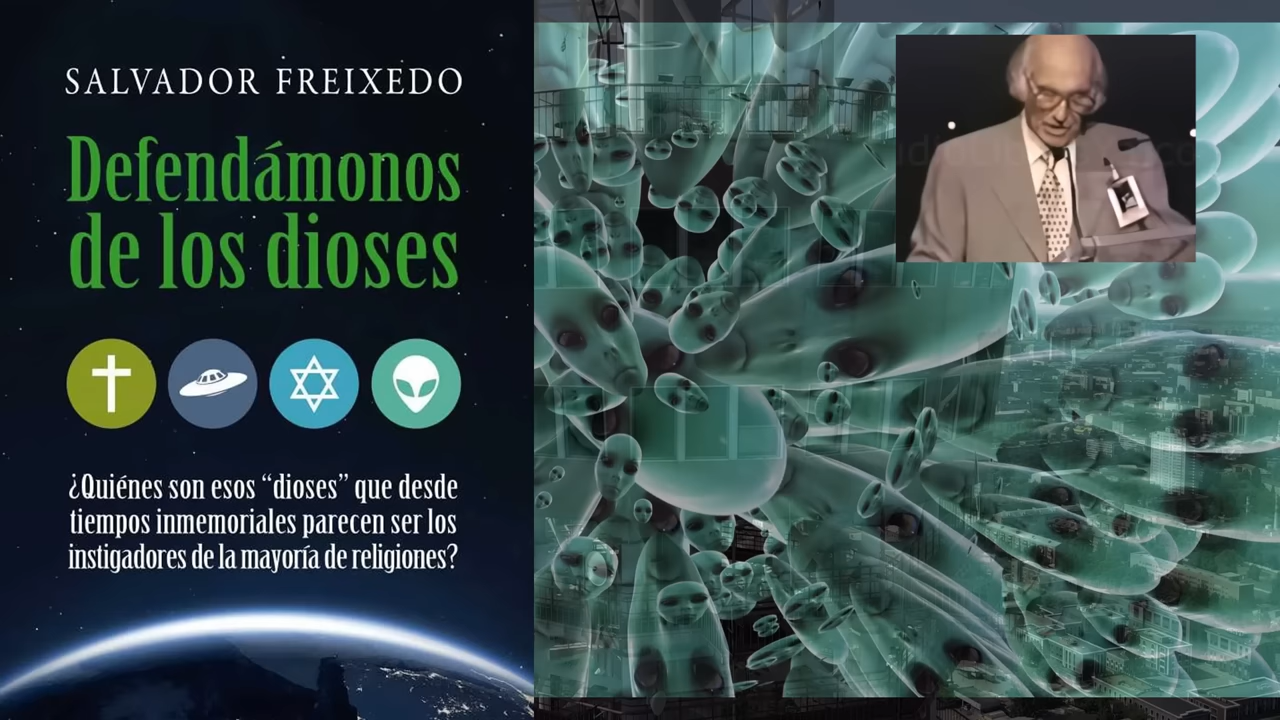 SALVADOR FREIXEDO
Defendámonos
de los dioses
¿Quiénes son esos “dioses” que desde
tiempos inmemoriales parecen ser los
instigadores de la mayoría de religiones?